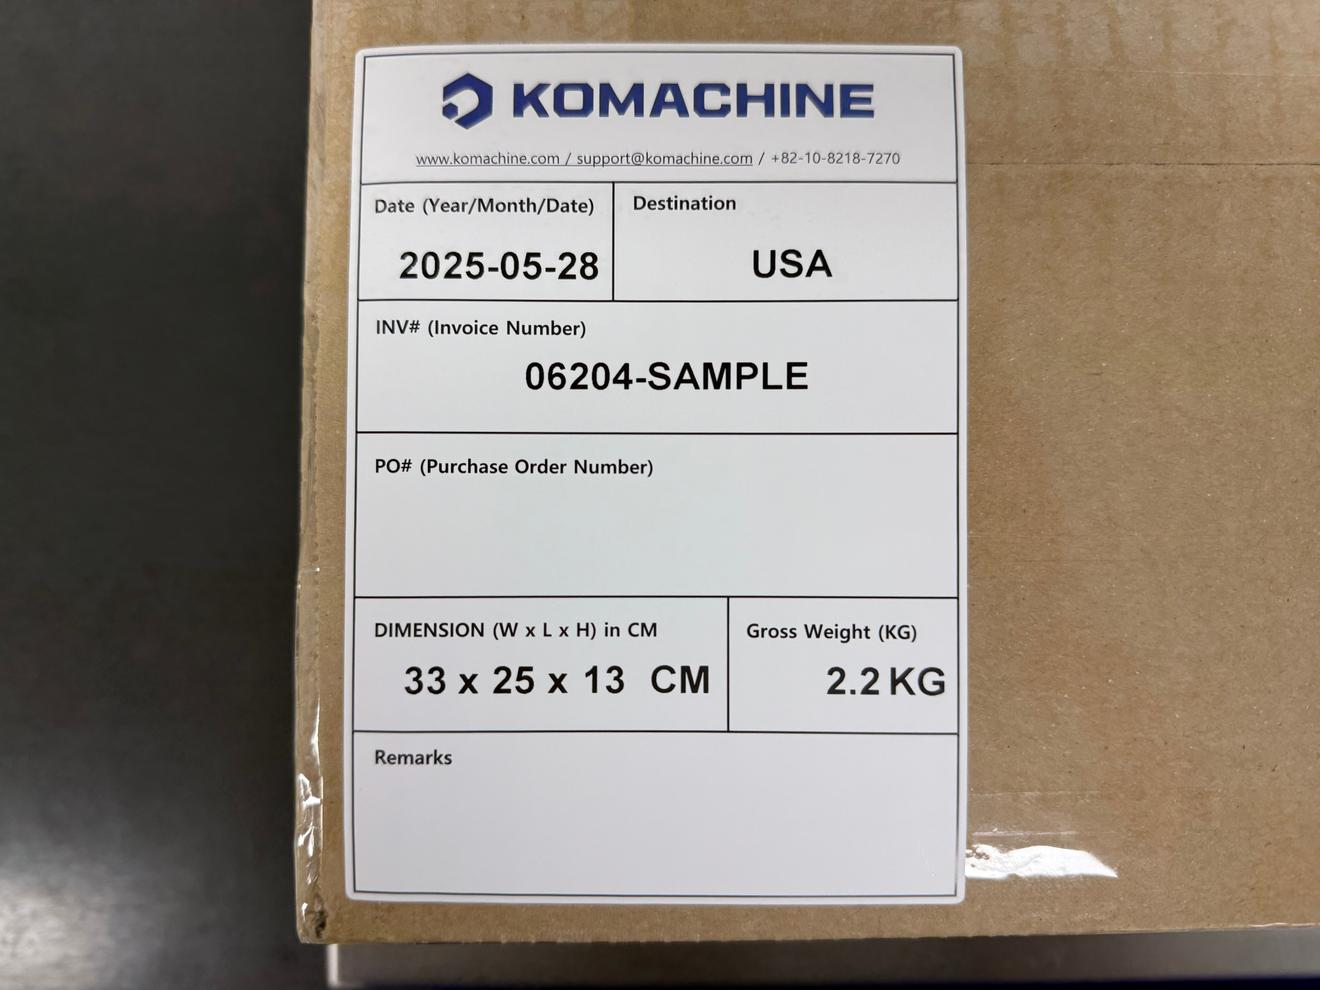 KOMACHINE
www.komachine.com / support@komachine.com / +82-10-8218-7270
Date (Year/Month/Date)
2025-05-28
Destination
USA
INV# (Invoice Number)
06204-SAMPLE
PO# (Purchase Order Number)
DIMENSION (W x L x H) in CM
33 x 25 x 13 CM
Gross Weight (KG)
2.2 KG
Remarks